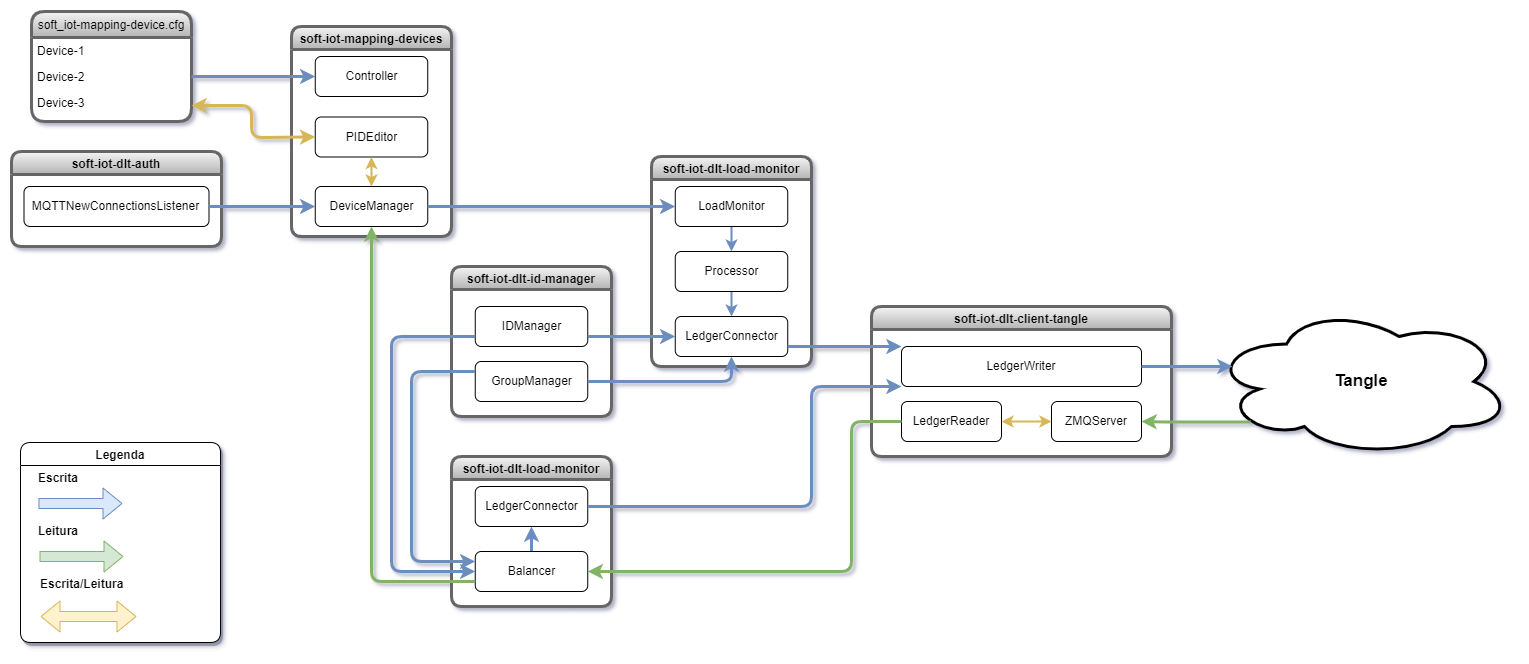 soft_iot-mapping-device.cfg
Device-1
Device-2
Device-3
soft-iot-mapping-devices
Controller
PIDEditor
DeviceManager
soft-iot-dlt-auth
MQTTNewConnectionsListener
soft-iot-dlt-load-monitor
LoadMonitor
Processor
LedgerConnector
soft-iot-dlt-id-manager
IDManager
GroupManager
soft-iot-dlt-client-tangle
LedgerWriter
LedgerReader
ZMQServer
Tangle
soft-iot-dlt-load-monitor
LedgerConnector
Balancer
Legenda
Escrita
Leitura
Escrita/Leitura